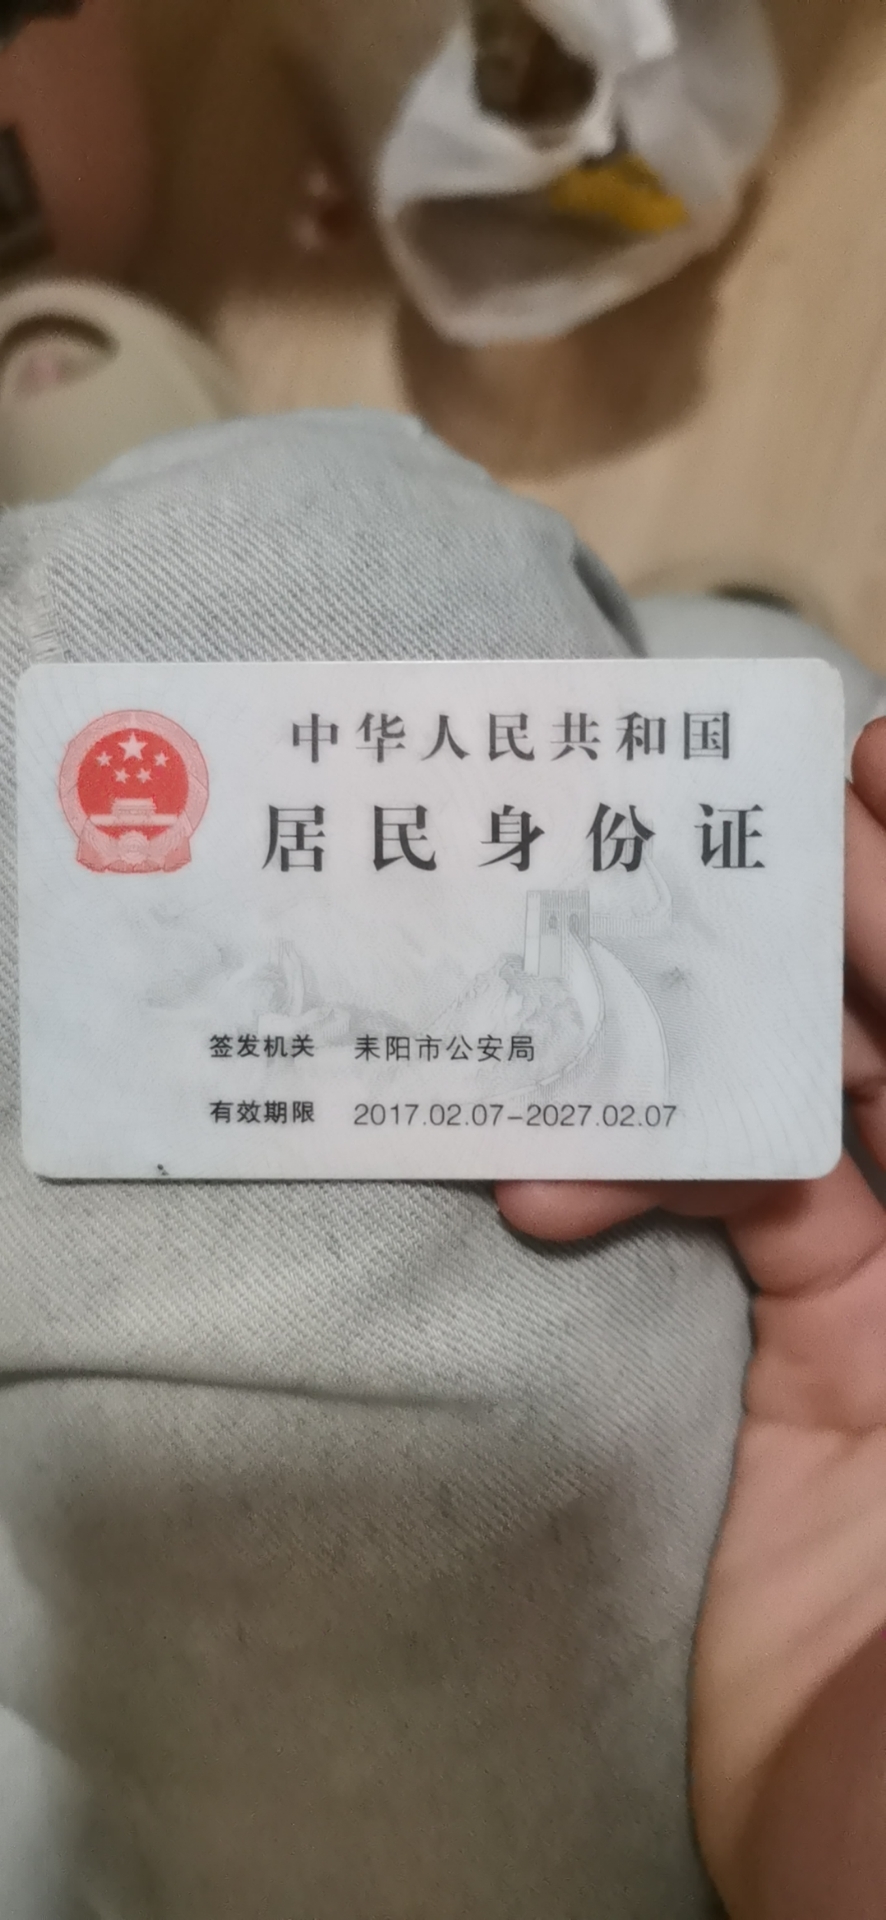 中华人民共和国
居民身份证
签发机关 耒阳市公安局
有效期限 2017.02.07-2027.02.07